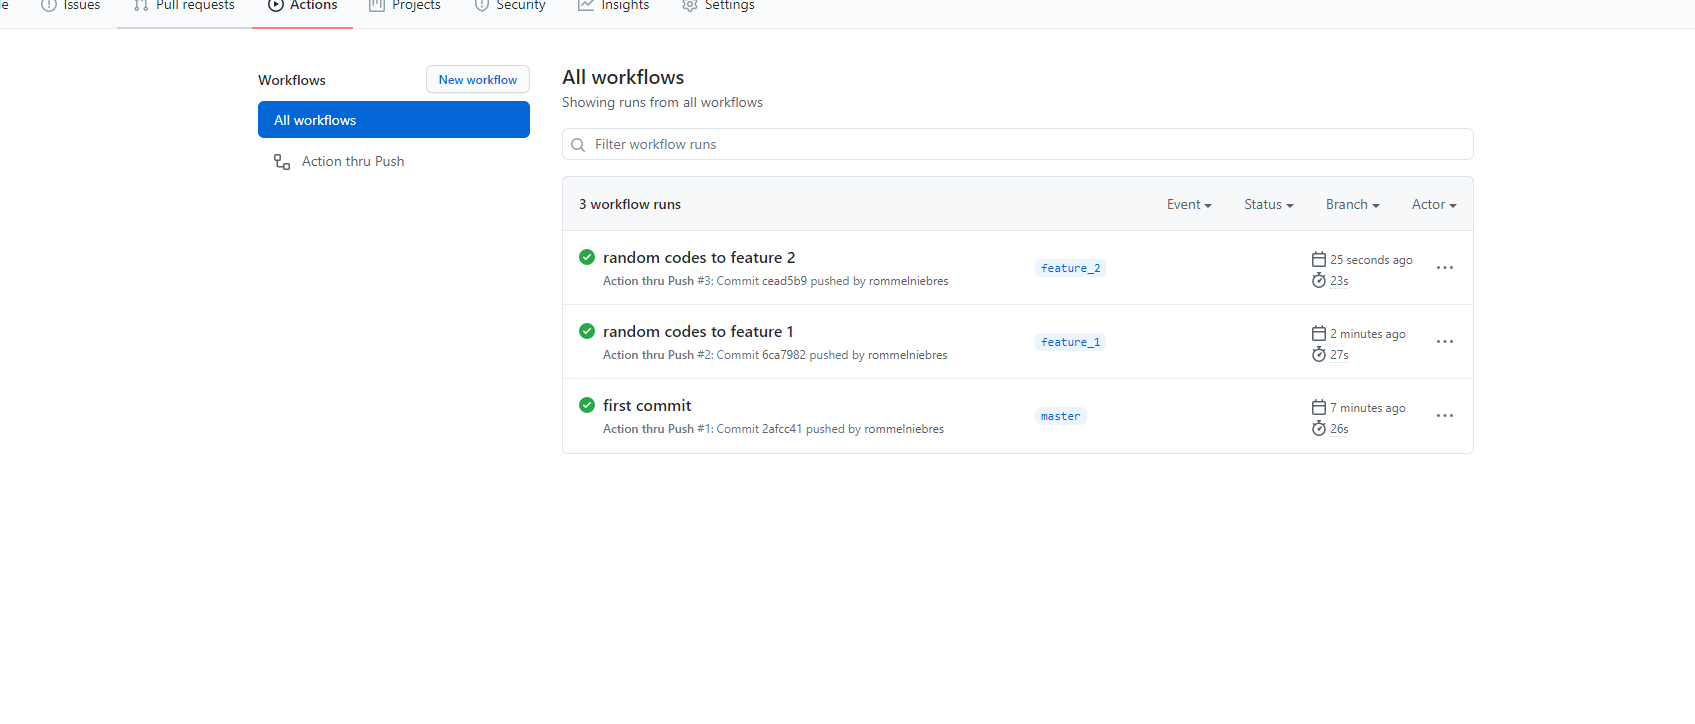 Issues Pull requests Actions Projects Security Insights Settings
Workflows
New workflow
All workflows
Action thru Push
All workflows
Showing runs from all workflows
Filter workflow runs
3 workflow runs Event Status Branch Actor
random codes to feature 2
Action thru Push #3: Commit cead5b9 pushed by rommelniebres
feature_2
25 seconds ago
23s
random codes to feature 1
Action thru Push #2: Commit 6ca7982 pushed by rommelniebres
feature_1
2 minutes ago
27s
first commit
Action thru Push #1: Commit 2afcc41 pushed by rommelniebres
master
7 minutes ago
26s